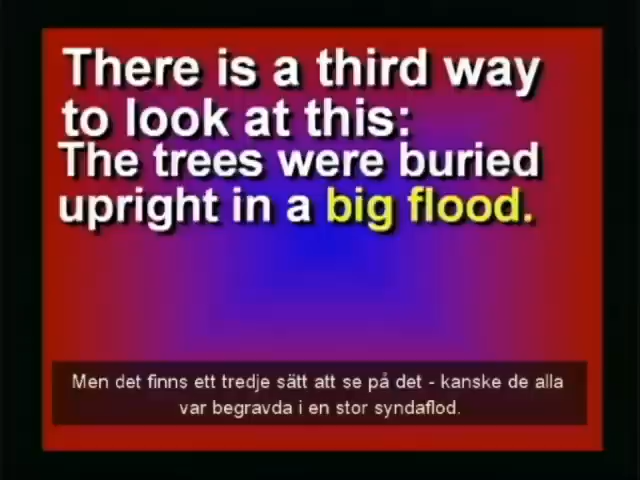 There is a third way
to look at this:
The trees were buried
upright in a big flood.
Men det finns ett tredje sätt att se på det - kanske de alla
var begravda i en stor syndaflod.